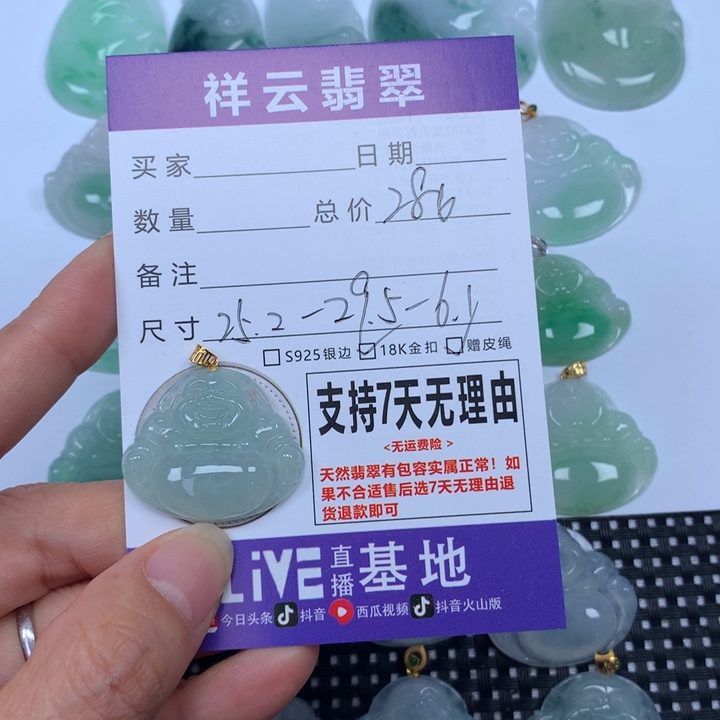 祥云翡翠
买家 日期
数量 总价 286
备注
尺寸 25.2-29.5-6.1
S925银边 18K金扣 赠皮绳
支持7天无理由
<无运费险>
天然翡翠有包容实属正常！如
果不合适售后选7天无理由退
货退款即可
LiVE 直播 基地
今日头条 抖音 西瓜视频 抖音火山版